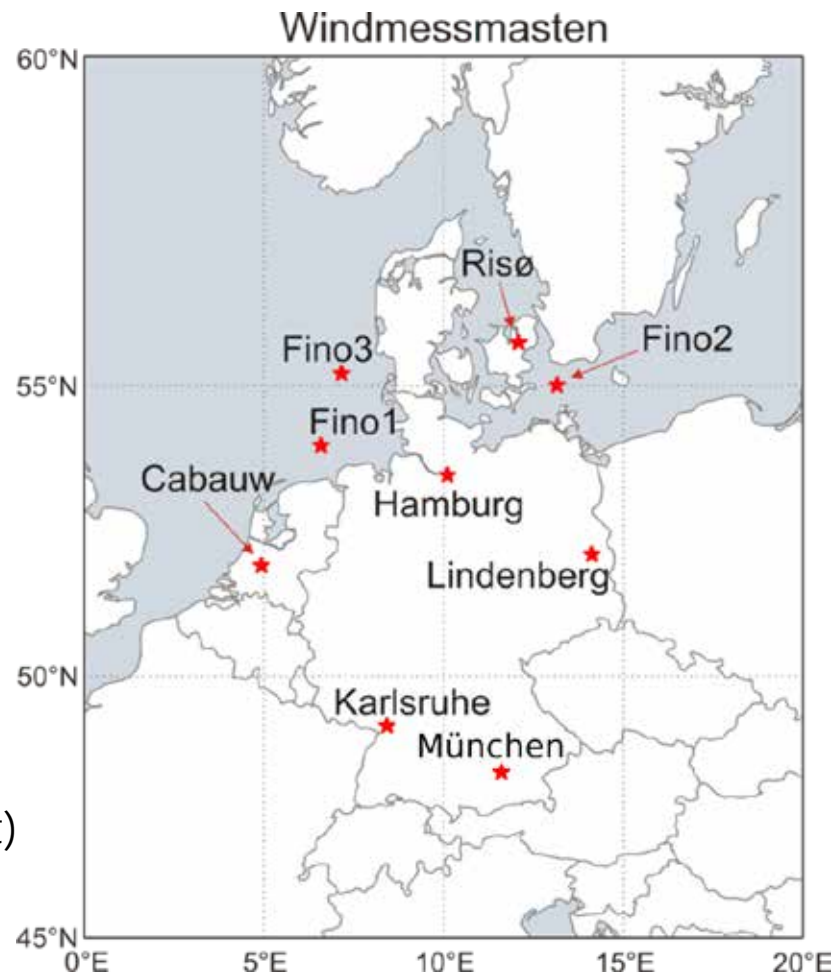 Windmessmasten
60°N
Risø
Fino2
Fino3
55°N
Fino1
Cabauw
Hamburg
Lindenberg
50°N
Karlsruhe
München
t)
45°N
0°E 5°E 10°E 15°E 20°E